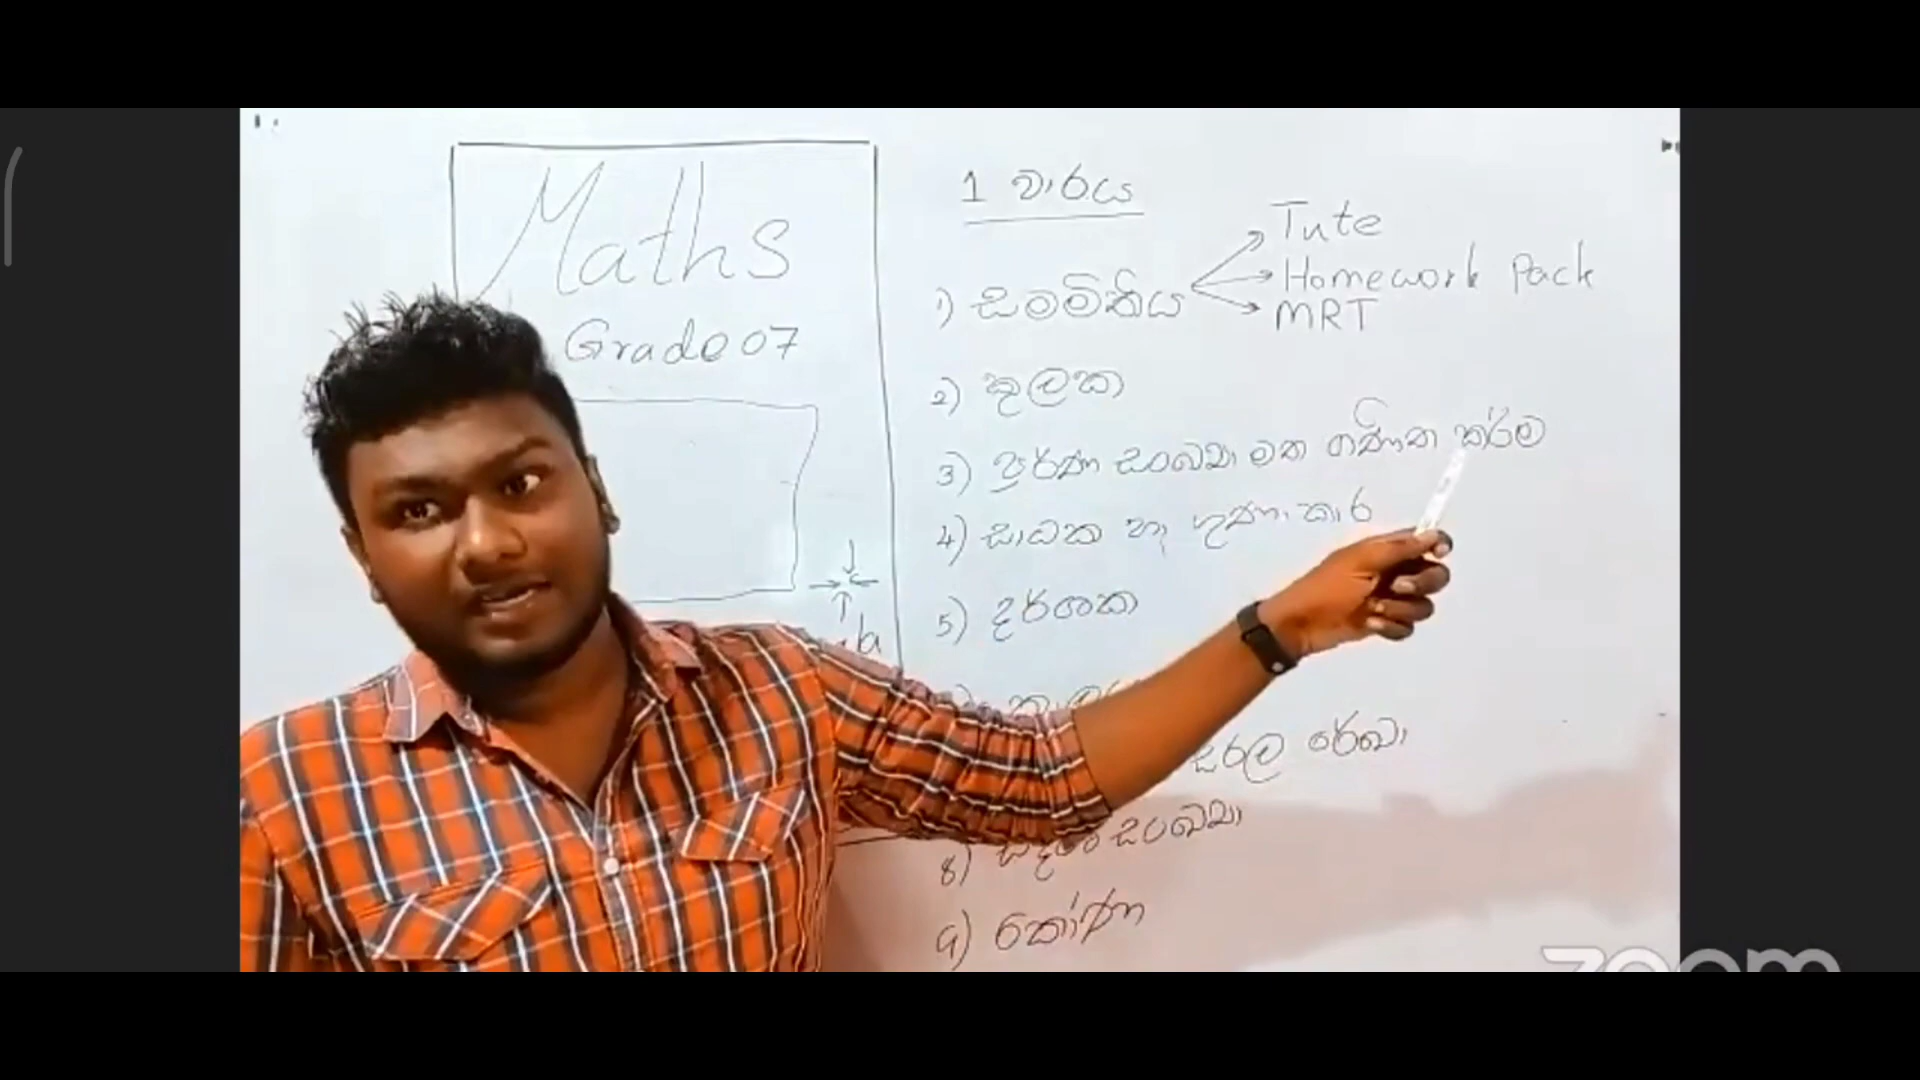 Maths
Grade 07
1 වාරය
1) සමමිතිය
Tute
Homework Pack
MRT
2) කුලක
3) පූර්ණ සංඛ්‍යා මත ගණිත කර්ම
4) සාධක හා ගුණාකාර
5) දර්ශක
සරල රේඛා
8) සංඛ්‍යා
9) කෝණ
zoom